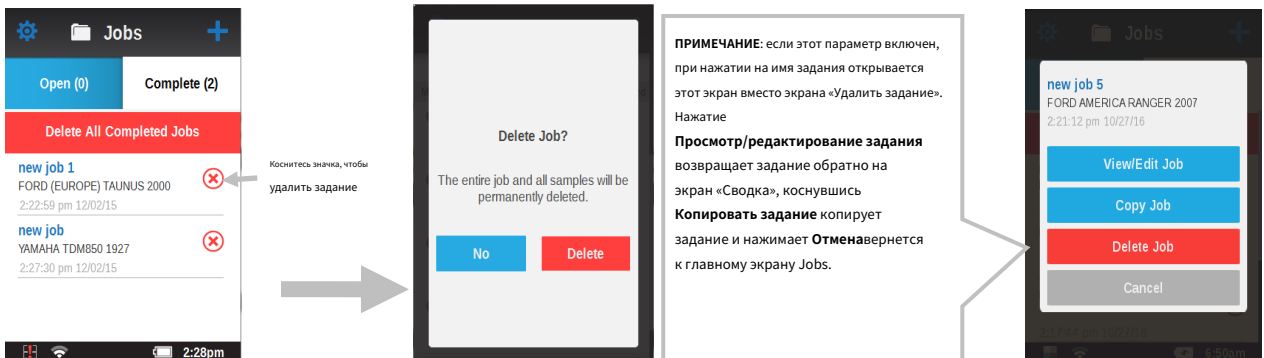 Jobs
Open (0)
Complete (2)
Delete All Completed Jobs
new job 1
FORD (EUROPE) TAUNUS 2000
2:22:59 pm 12/02/15
new job
YAMAHA TDM850 1927
2:27:30 pm 12/02/15
2:28pm
Коснитесь значка, чтобы
удалить задание
Delete Job?
The entire job and all samples will be
permanently deleted.
No
Delete
ПРИМЕЧАНИЕ: если этот параметр включен,
при нажатии на имя задания открывается
этот экран вместо экрана «Удалить задание».
Нажатие
Просмотр/редактирование задания
возвращает задание обратно на
экран «Сводка», коснувшись
Копировать задание копирует
задание и нажимает Отменавернется
к главному экрану Jobs.
Jobs
new job 5
FORD AMERICA RANGER 2007
2:21:12 pm 10/27/16
View/Edit Job
Copy Job
Delete Job
Cancel
6:50am